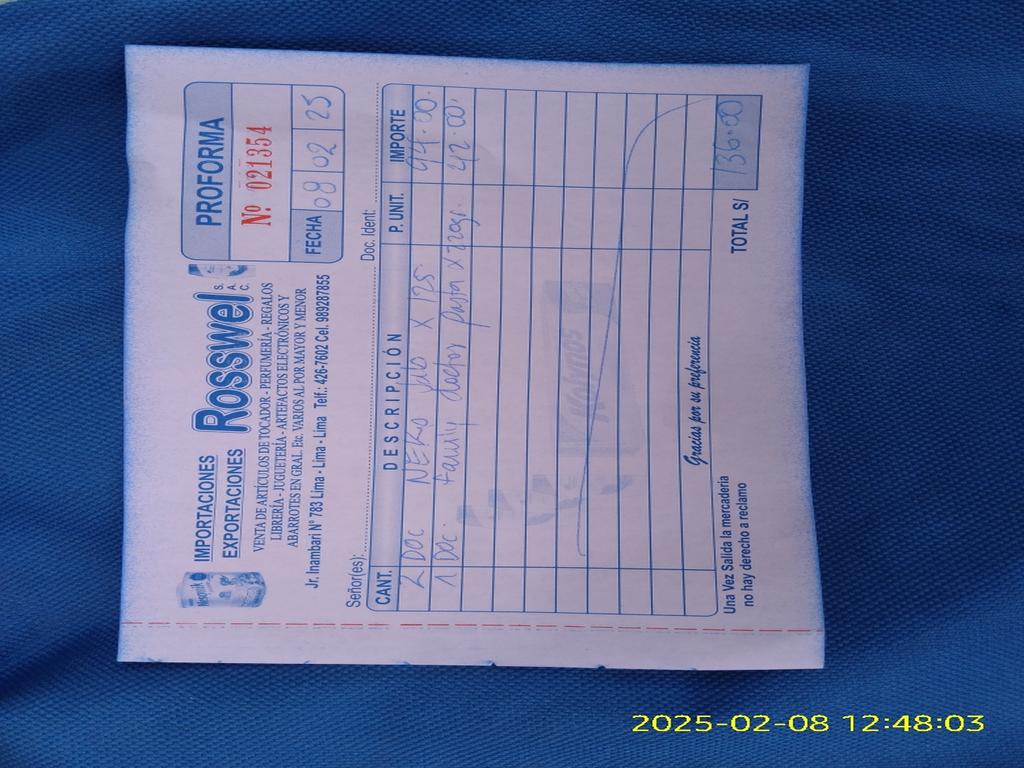 IMPORTACIONES
EXPORTACIONES
Rosswel S. A. C.
VENTA DE ARTÍCULOS DE TOCADOR - PERFUMERÍA - REGALOS
LIBRERÍA - JUGUETERÍA - ARTEFACTOS ELECTRÓNICOS Y
ABARROTES EN GRAL. Etc. VARIOS AL POR MAYOR Y MENOR
Jr. Inambari N° 783 Lima - Lima - Lima Telf.: 426-7602 Cel. 989287855
PROFORMA
Nº 021354
FECHA 08 02 25
Señor(es): Doc. Ident:
CANT. DESCRIPCIÓN P. UNIT. IMPORTE
2 DOC NEKO jab X 125. 94.00.
1 DOC. family doctor pasta x 220gr. 42.00.
Gracias por su preferencia
Una Vez Salida la mercadería
no hay derecho a reclamo
TOTAL S/ 136.00
2025-02-08 12:48:03